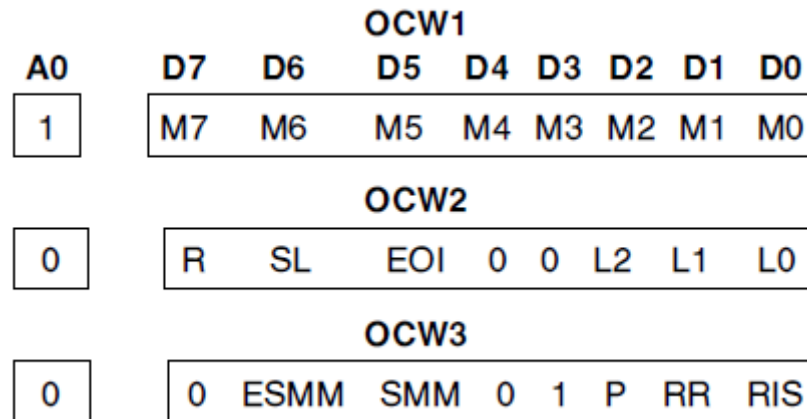 OCW1
A0 D7 D6 D5 D4 D3 D2 D1 D0
1 M7 M6 M5 M4 M3 M2 M1 M0
OCW2
0 R SL EOI 0 0 L2 L1 L0
OCW3
0 0 ESMM SMM 0 1 P RR RIS